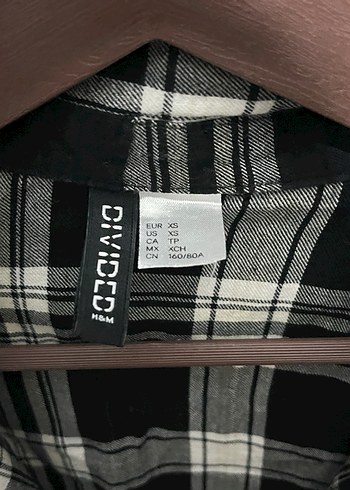 DIVIDED
H&M
EUR XS
US XS
CA TP
MX XCH
CN 160/80A